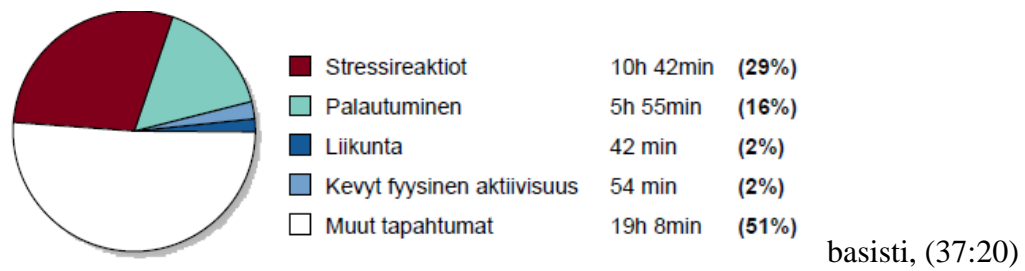 Stressireaktiot 10h 42min (29%)
Palautuminen 5h 55min (16%)
Liikunta 42 min (2%)
Kevyt fyysinen aktiivisuus 54 min (2%)
Muut tapahtumat 19h 8min (51%)
basisti, (37:20)